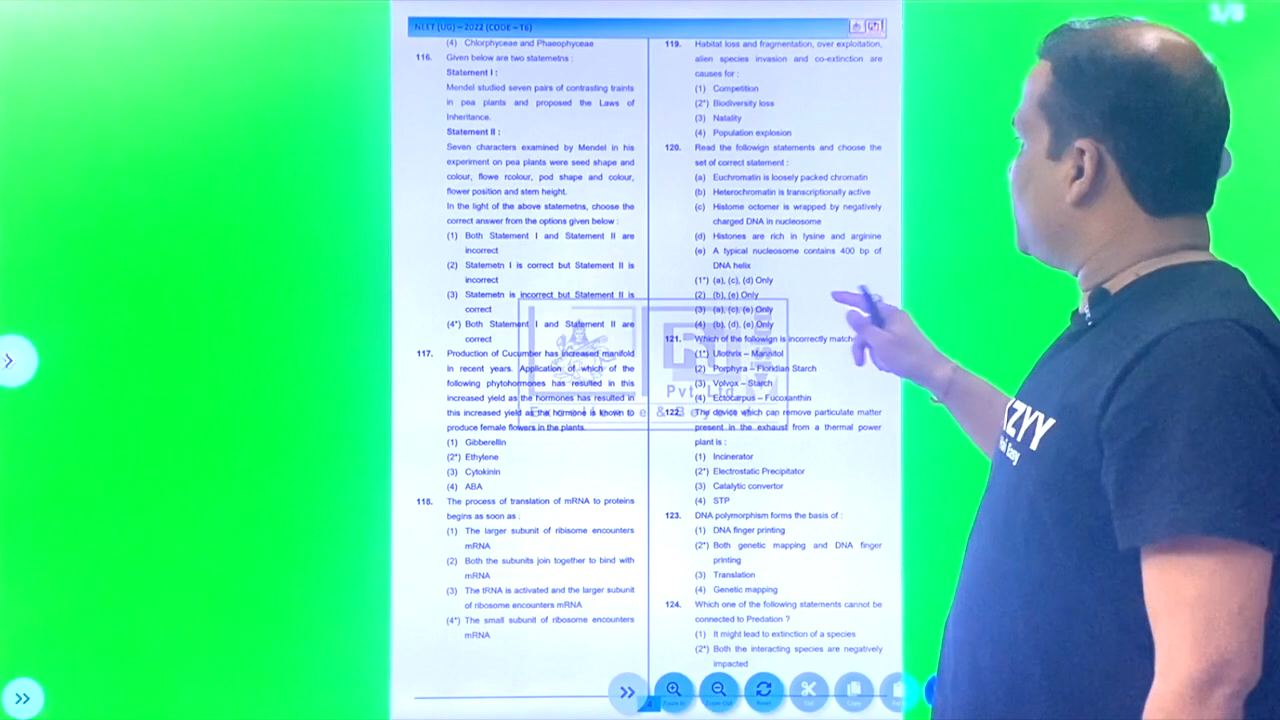 1/8
NEET (UG) – 2022 (CODE – T6)
(4) Chlorphyceae and Phaeophyceae
116. Given below are two statemetns :
Statement I :
Mendel studied seven pairs of contrasting traints
in pea plants and proposed the Laws of
Inheritance.
Statement II :
Seven characters examined by Mendel in his
experiment on pea plants were seed shape and
colour, flowe rcolour, pod shape and colour,
flower position and stem height.
In the light of the above statemetns, choose the
correct answer from the options given below :
(1) Both Statement I and Statement II are
incorrect
(2) Statemetn I is correct but Statement II is
incorrect
(3) Statemetn is incorrect but Statement II is
correct
(4*) Both Statement I and Statement II are
correct
117. Production of Cucumber has increased manifold
in recent years. Application of which of the
following phytohormones has resulted in this
increased yield as the hormones has resulted in
this increased yield as the hormone is known to
produce female flowers in the plants.
(1) Gibberellin
(2*) Ethylene
(3) Cytokinin
(4) ABA
118. The process of translation of mRNA to proteins
begins as soon as :
(1) The larger subunit of ribisome encounters
mRNA
(2) Both the subunits join together to bind with
mRNA
(3) The tRNA is activated and the larger subunit
of ribosome encounters mRNA
(4*) The small subunit of ribosome encounters
mRNA
119. Habitat loss and fragmentation, over exploitation,
alien species invasion and co-extinction are
causes for :
(1) Competition
(2*) Biodiversity loss
(3) Natality
(4) Population explosion
120. Read the followign statements and choose the
set of correct statement :
(a) Euchromatin is loosely packed chromatin
(b) Heterochromatin is transcriptionally active
(c) Histome octomer is wrapped by negatively
charged DNA in nucleosome
(d) Histones are rich in lysine and arginine
(e) A typical nucleosome contains 400 bp of
DNA helix
(1*) (a), (c), (d) Only
(2) (b), (e) Only
(3) (a), (c), (e) Only
(4) (b), (d), (e) Only
121. Which of the followign is incorrectly match
(1*) Ulothrix – Mannitol
(2) Porphyra – Floridian Starch
(3) Volvox – Starch
(4) Ectocarpus – Fucoxanthin
122. The device which can remove particulate matter
present in the exhaust from a thermal power
plant is :
(1) Incinerator
(2*) Electrostatic Precipitator
(3) Catalytic convertor
(4) STP
123. DNA polymorphism forms the basis of :
(1) DNA finger printing
(2*) Both genetic mapping and DNA finger
printing
(3) Translation
(4) Genetic mapping
124. Which one of the following statements cannot be
connected to Predation ?
(1) It might lead to extinction of a species
(2*) Both the interacting species are negatively
impacted
Pvt. Ltd
4
Zoom In
Zoom Out
Reset
Cut
Copy
ZYY
Easy